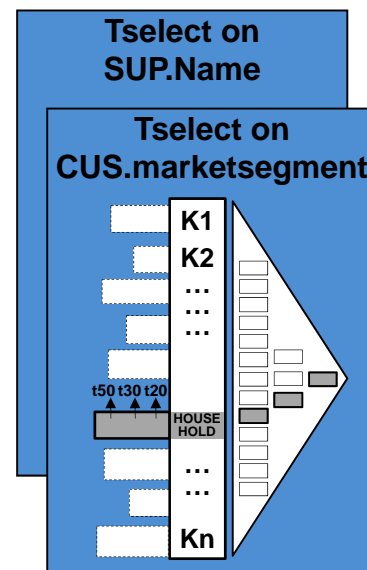 Tselect on
SUP.Name
Tselect on
CUS.marketsegment
K1
K2
...
...
t50 t30 t20
HOUSE
HOLD
...
...
Kn